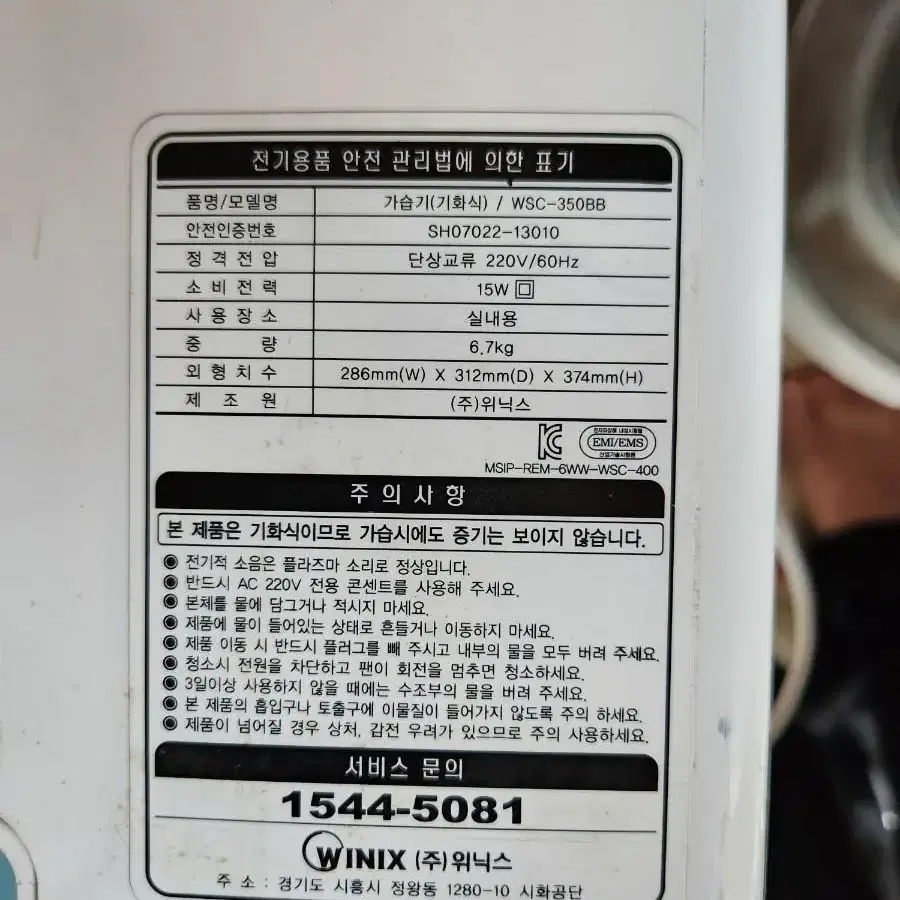 전기용품 안전 관리법에 의한 표기
품명/모델명 가습기(기화식) / WSC-350BB
안전인증번호 SH07022-13010
정격전압 단상교류 220V/60Hz
소비전력 15W
사용장소 실내용
중량 6.7kg
외형치수 286mm(W) X 312mm(D) X 374mm(H)
제조원 (주)위닉스
EMI/EMS
MSIP-REM-6WW-WSC-400
주의사항
본 제품은 기화식이므로 가습시에도 증기는 보이지 않습니다.
◉ 전기적 소음은 플라즈마 소리로 정상입니다.
◉ 반드시 AC 220V 전용 콘센트를 사용해 주세요.
◉ 본체를 물에 담그거나 적시지 마세요.
◉ 제품에 물이 들어있는 상태로 흔들거나 이동하지 마세요.
◉ 제품 이동 시 반드시 플러그를 빼 주시고 내부의 물을 모두 버려 주세요.
◉ 청소시 전원을 차단하고 팬이 회전을 멈추면 청소하세요.
◉ 3일이상 사용하지 않을 때에는 수조부의 물을 버려 주세요.
◉ 본 제품의 흡입구나 토출구에 이물질이 들어가지 않도록 주의 하세요.
◉ 제품이 넘어질 경우 상처, 감전 우려가 있으므로 주의 사용하세요.
서비스 문의
1544-5081
WINIX (주)위닉스
주 소 : 경기도 시흥시 정왕동 1280-10 시화공단